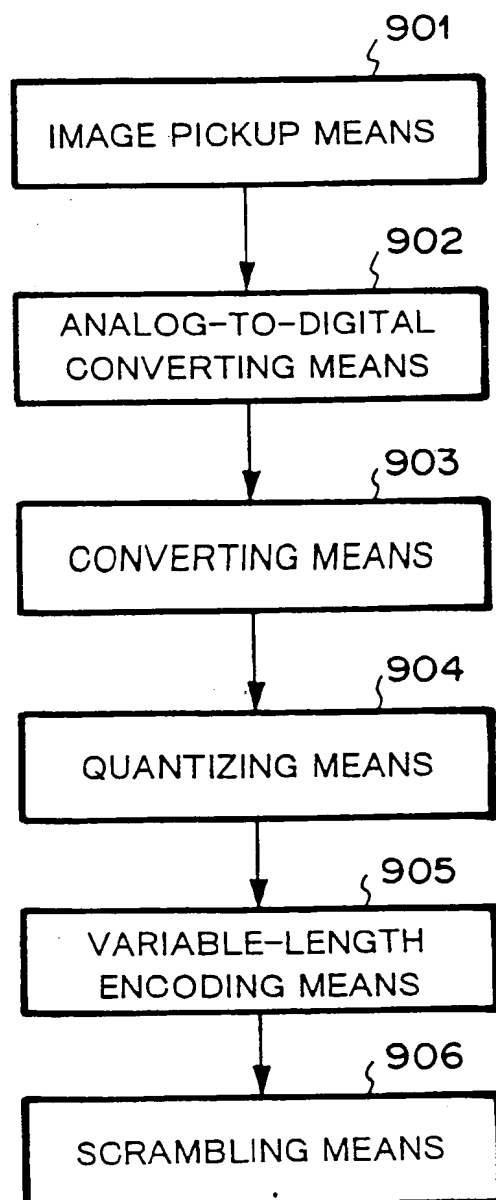 901
IMAGE PICKUP MEANS
902
ANALOG-TO-DIGITAL
CONVERTING MEANS
903
CONVERTING MEANS
904
QUANTIZING MEANS
905
VARIABLE-LENGTH
ENCODING MEANS
906
SCRAMBLING MEANS